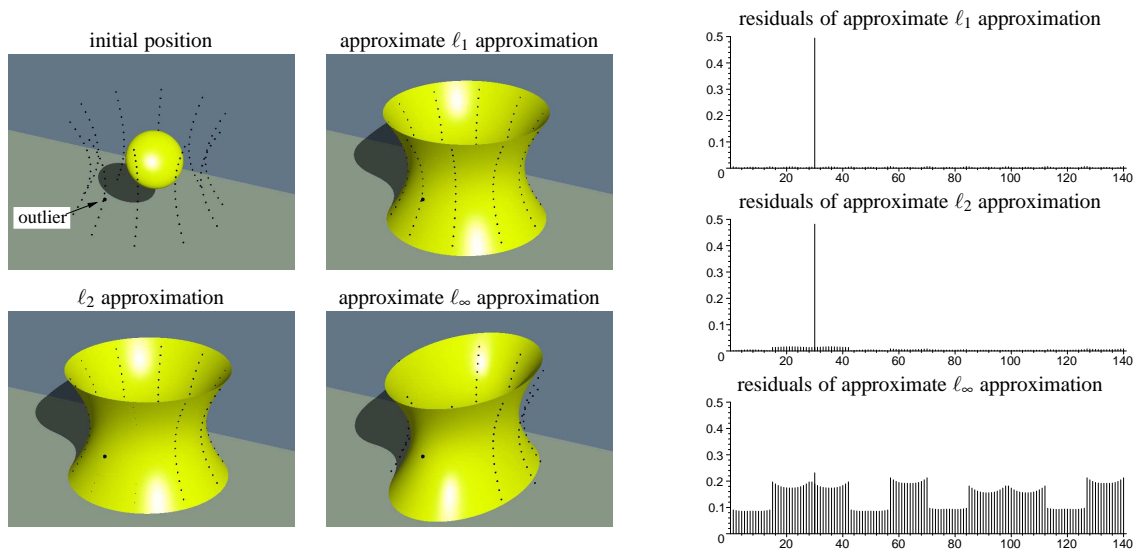 initial position
approximate ℓ1 approximation
outlier
ℓ2 approximation
approximate ℓ∞ approximation
residuals of approximate ℓ1 approximation
0.5
0.4
0.3
0.2
0.1
0
20 40 60 80 100 120 140
residuals of approximate ℓ2 approximation
0.5
0.4
0.3
0.2
0.1
0
20 40 60 80 100 120 140
residuals of approximate ℓ∞ approximation
0.5
0.4
0.3
0.2
0.1
0
20 40 60 80 100 120 140